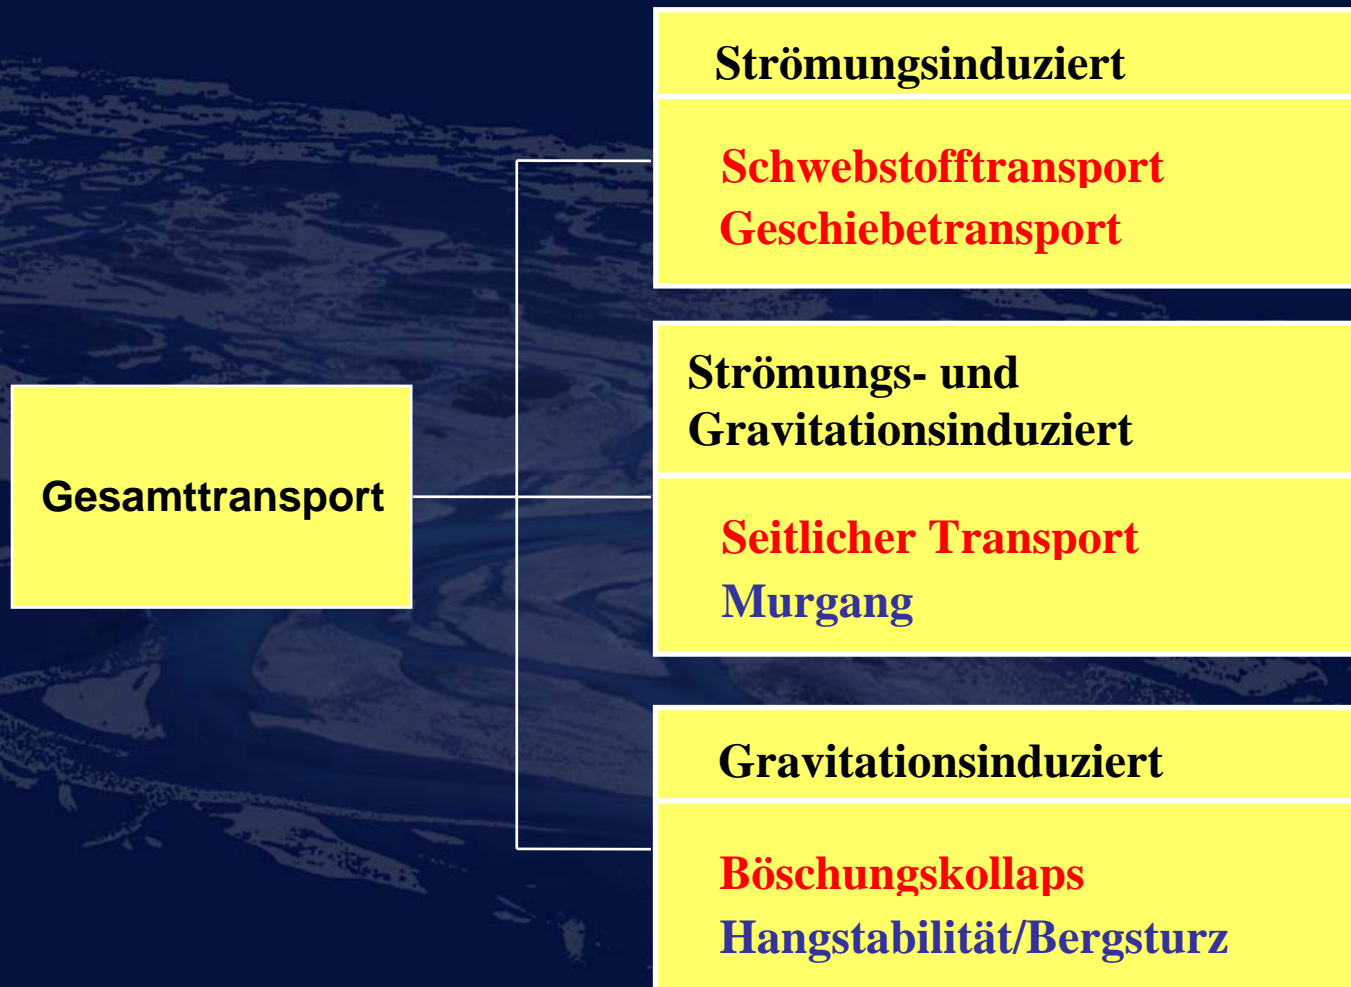 Strömungsinduziert
Schwebstofftransport
Geschiebetransport
Strömungs- und
Gravitationsinduziert
Gesamttransport
Seitlicher Transport
Murgang
Gravitationsinduziert
Böschungskollaps
Hangstabilität/Bergsturz